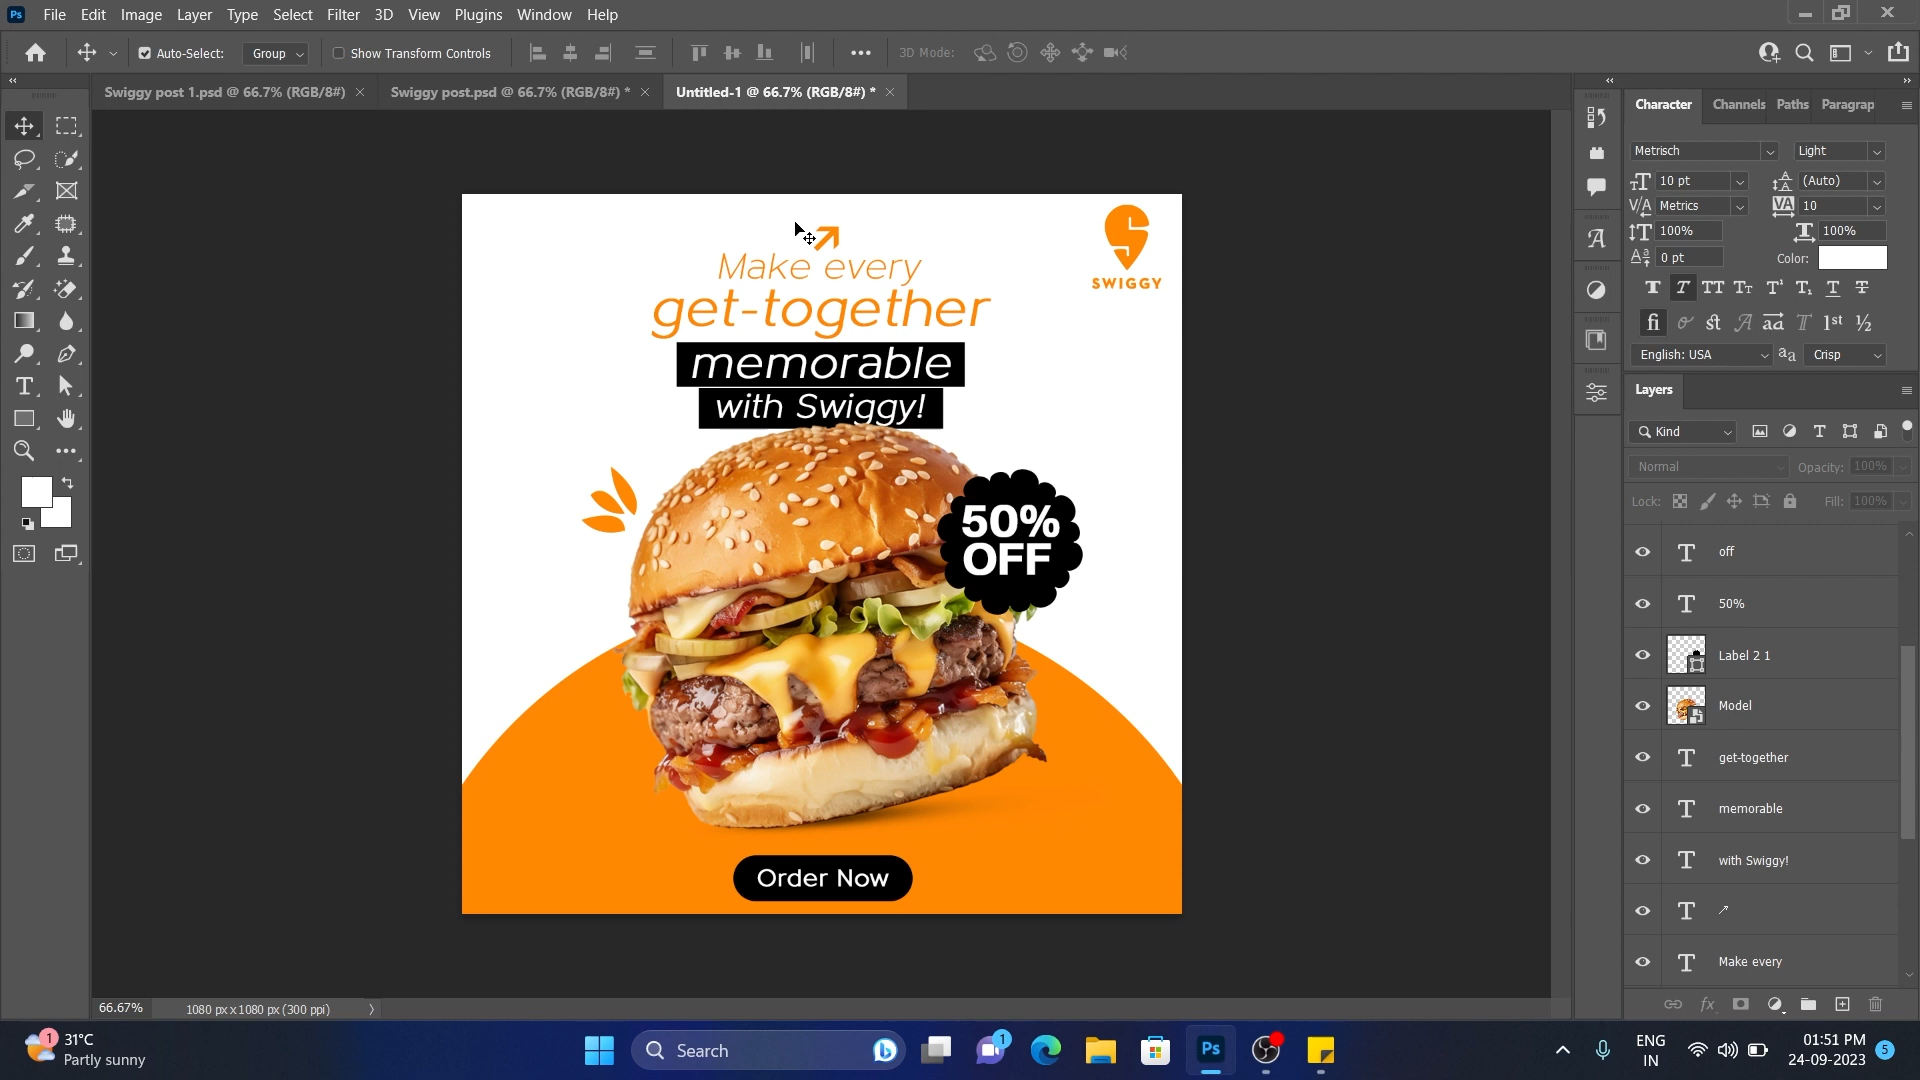 Ps File Edit Image Layer Type Select Filter 3D View Plugins Window Help
Auto-Select: Group Show Transform Controls 3D Mode:
Swiggy post 1.psd @ 66.7% (RGB/8#) Swiggy post.psd @ 66.7% (RGB/8#) * Untitled-1 @ 66.7% (RGB/8#) *
Make every
get-together
memorable
with Swiggy!
SWIGGY
50%
OFF
Order Now
Character Channels Paths Paragrap
Metrisch Light
10 pt (Auto)
Metrics 10
100% 100%
0 pt Color:
English: USA Crisp
Layers
Kind
Normal Opacity: 100%
Lock: Fill: 100%
off
50%
Label 2 1
Model
get-together
memorable
with Swiggy!
↗
Make every
66.67% 1080 px x 1080 px (300 ppi)
1 31°C
Partly sunny
Search
1
Ps
ENG
IN
01:51 PM
24-09-2023
5